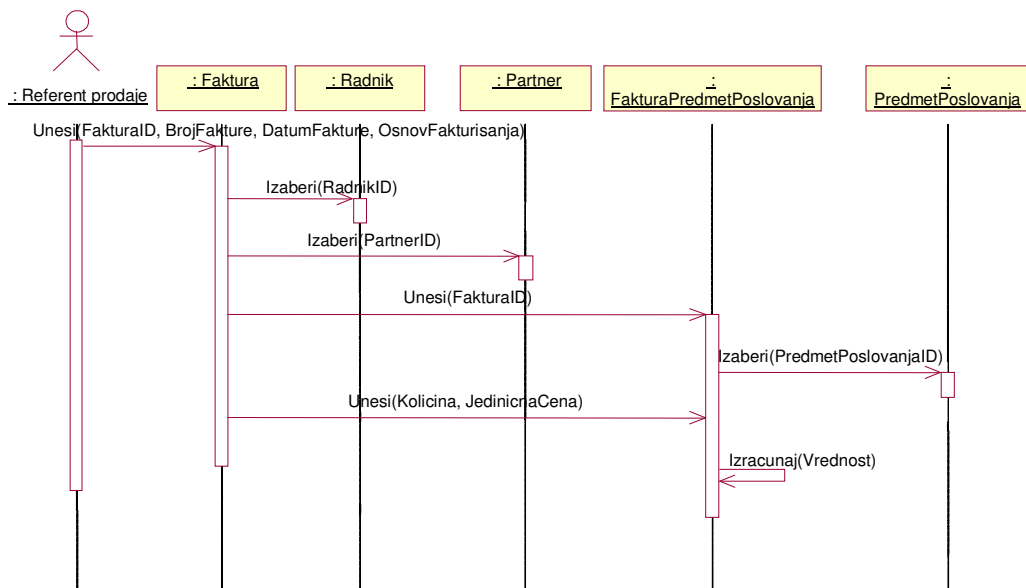 : Referent prodaje
: Faktura
: Radnik
: Partner
:
FakturaPredmetPoslovanja
:
PredmetPoslovanja
Unesi(FakturaID, BrojFakture, DatumFakture, OsnovFakturisanja)
Izaberi(RadnikID)
Izaberi(PartnerID)
Unesi(FakturaID)
Izaberi(PredmetPoslovanjaID)
Unesi(Kolicina, JedinicnaCena)
Izracunaj(Vrednost)